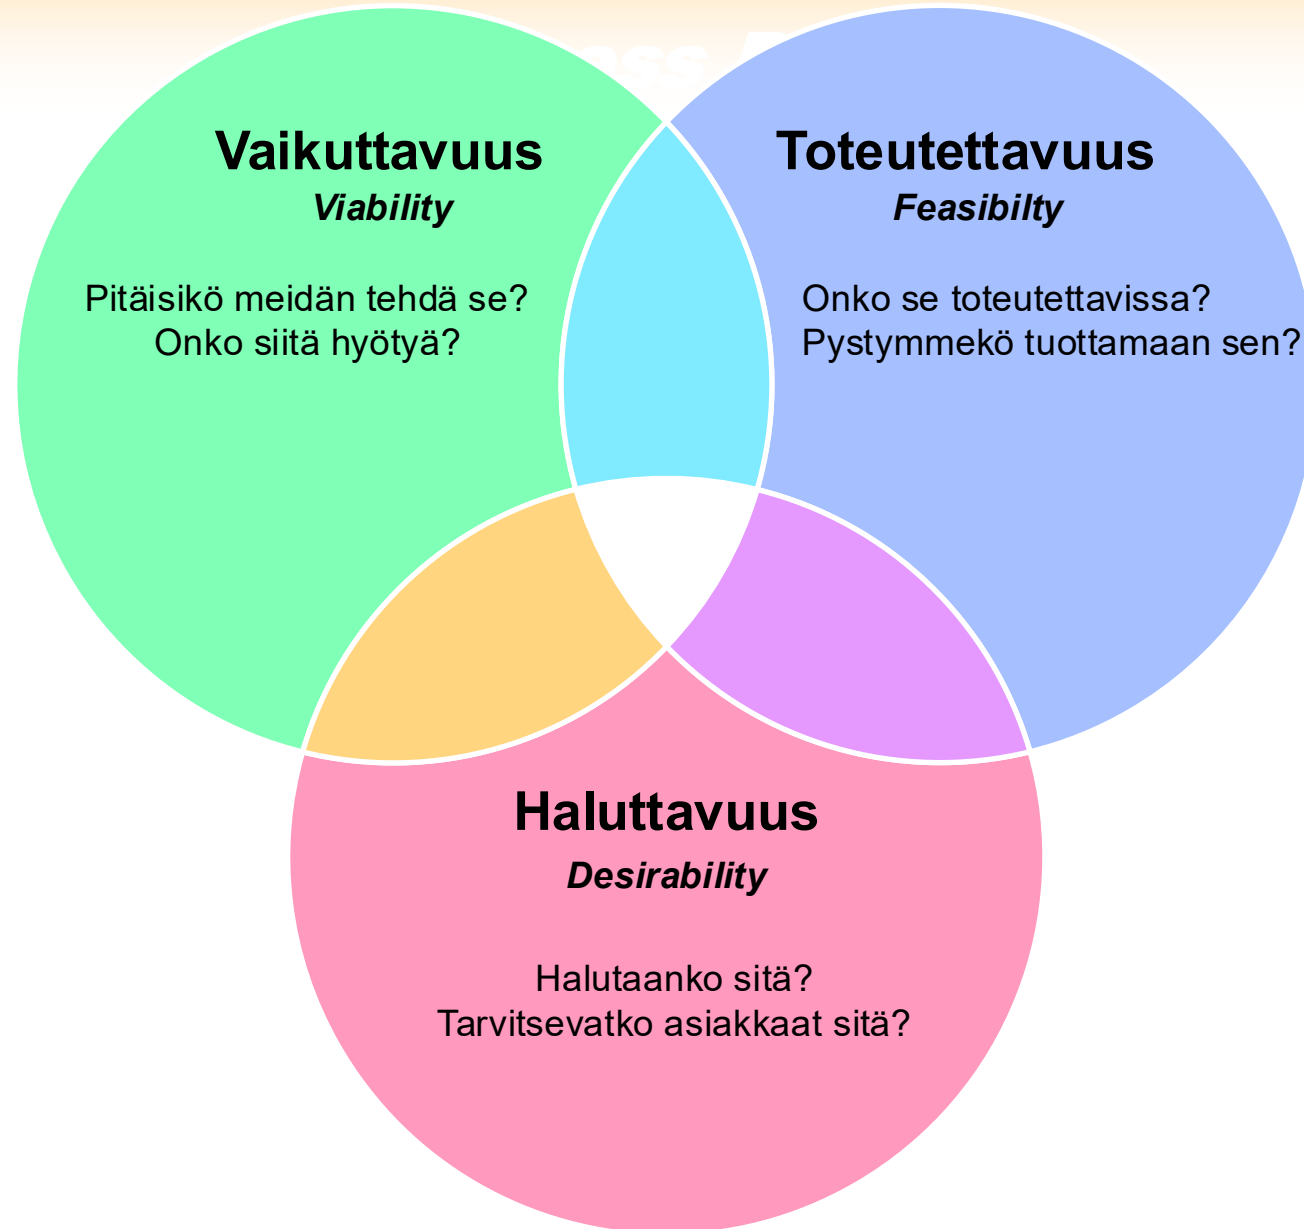 Vaikuttavuus
Viability
Pitäisikö meidän tehdä se?
Onko siitä hyötyä?
Toteutettavuus
Feasibilty
Onko se toteutettavissa?
Pystymmekö tuottamaan sen?
Haluttavuus
Desirability
Halutaanko sitä?
Tarvitsevatko asiakkaat sitä?